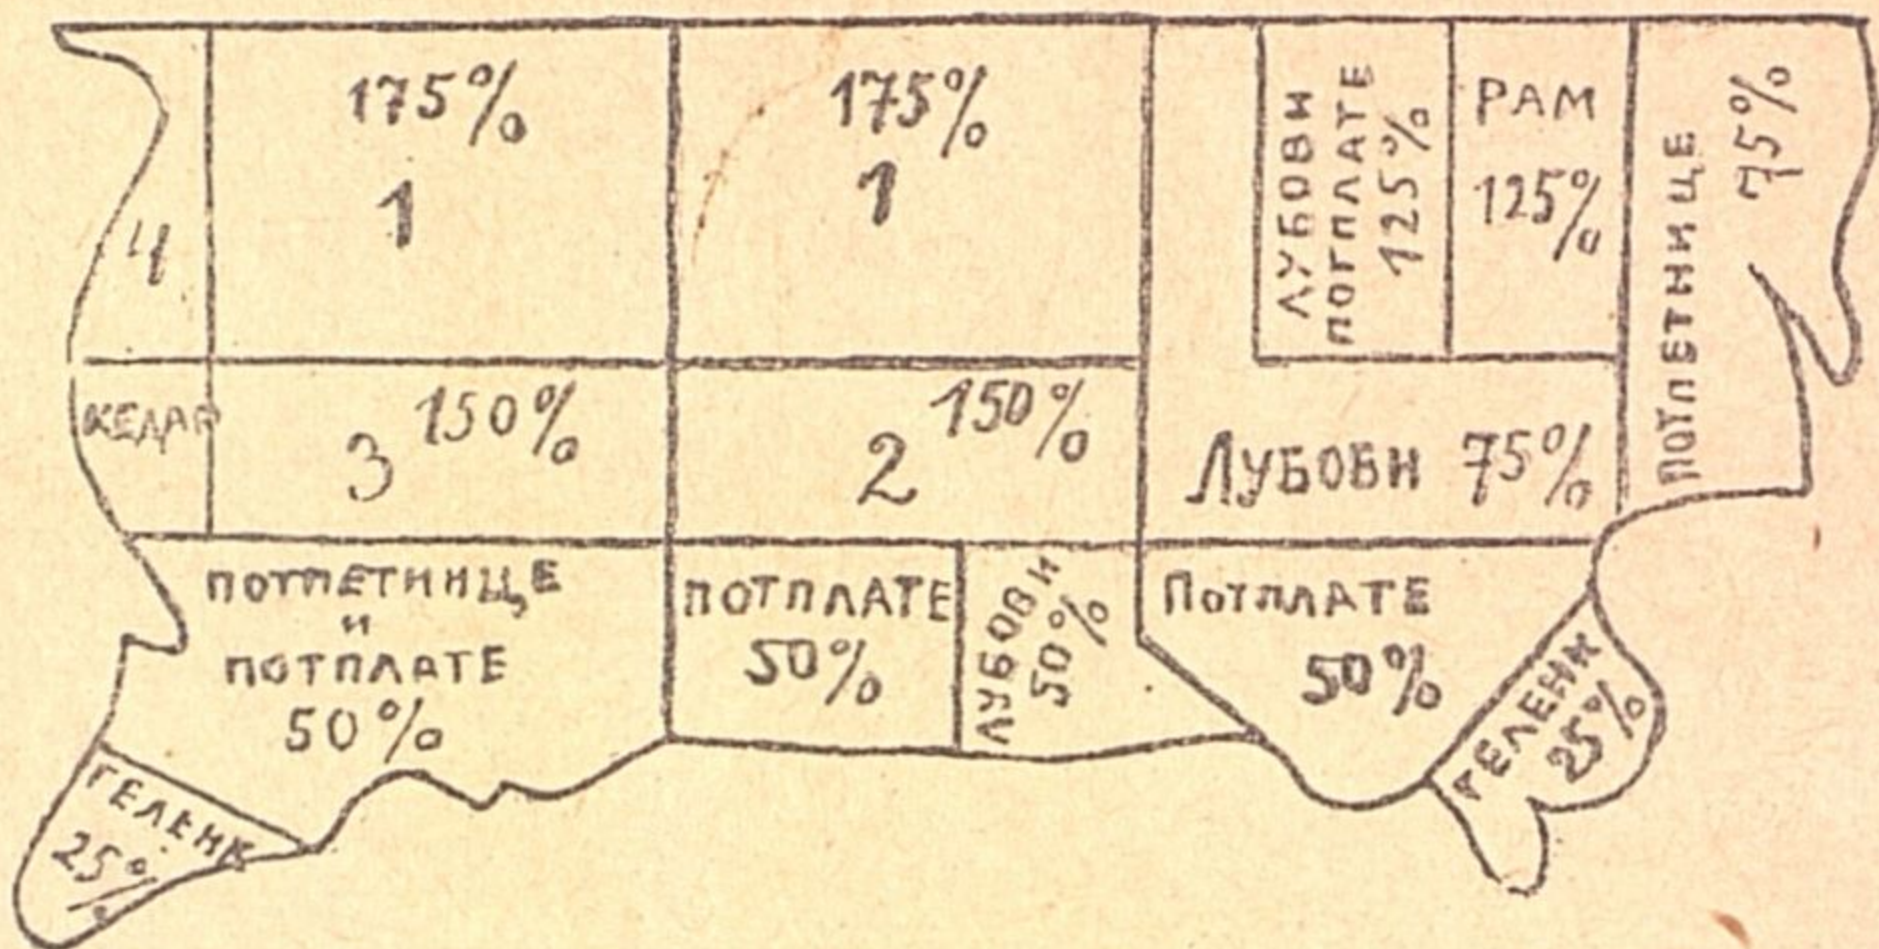 175%
1
175%
1
ЛУБОВИ
ПОТПЛАТЕ
125%
РАМ
125%
ПОТПЕТНИЦЕ
75%
4
КЕДАР
3 150%
2 150%
ЛУБОВИ 75%
ПОТПЕТИНЦЕ
и
ПОТПЛАТЕ
50%
ПОТПЛАТЕ
50%
ЛУБОВИ
50%
ПОТПЛАТЕ
50%
ГЕЛЕНК
25%
ГЕЛЕНК
25%